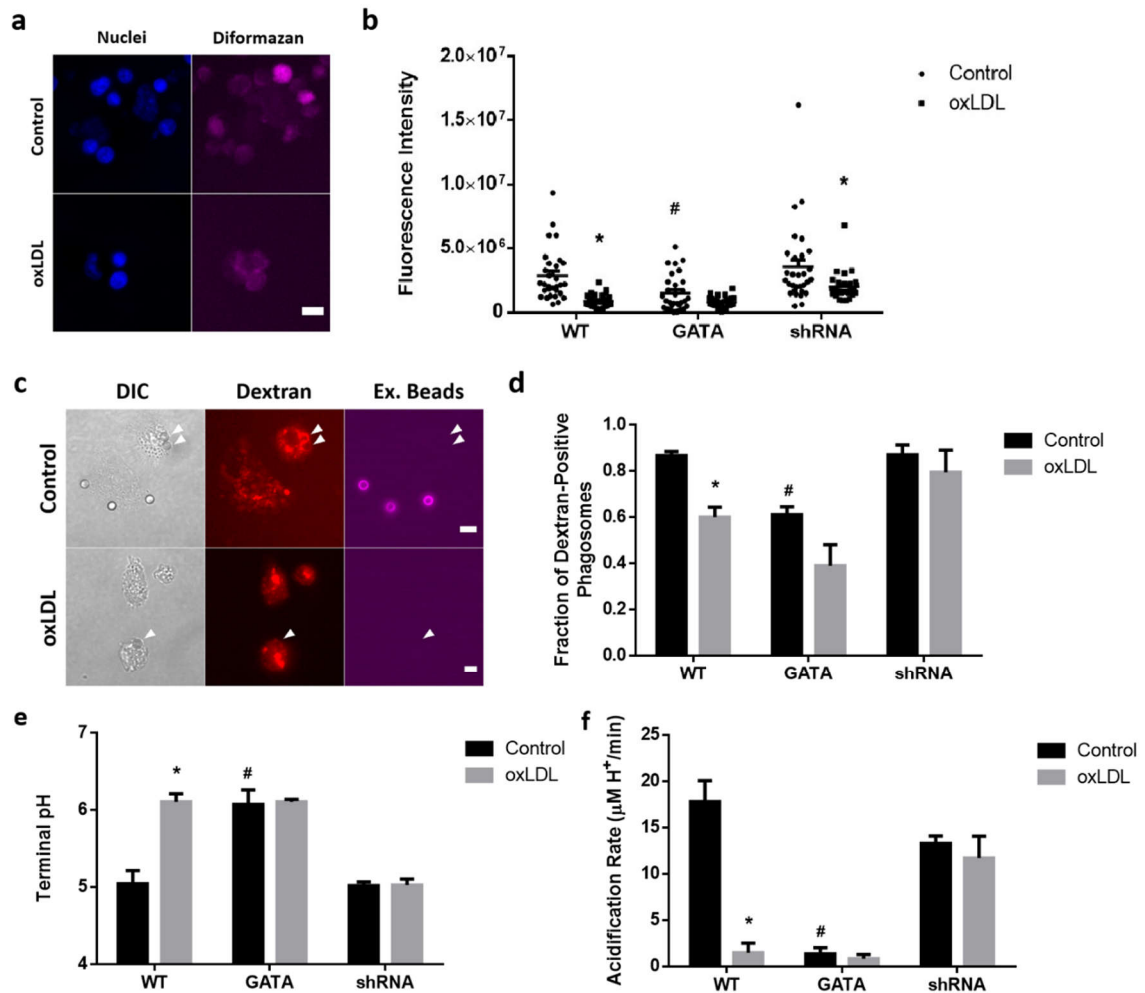 a
Nuclei Diformazan
Control
oxLDL
b
Fluorescence Intensity
2.0×10⁷
1.5×10⁷
1.0×10⁷
5.0×10⁶
0
*
#
*
WT GATA shRNA
Control
oxLDL
c
DIC Dextran Ex. Beads
Control
oxLDL
d
Fraction of Dextran-Positive
Phagosomes
1.0
0.8
0.6
0.4
0.2
0.0
*
#
WT GATA shRNA
Control
oxLDL
e
Terminal pH
7
6
5
4
*
#
WT GATA shRNA
Control
oxLDL
f
Acidification Rate (µM H⁺/min)
25
20
15
10
5
0
*
#
WT GATA shRNA
Control
oxLDL